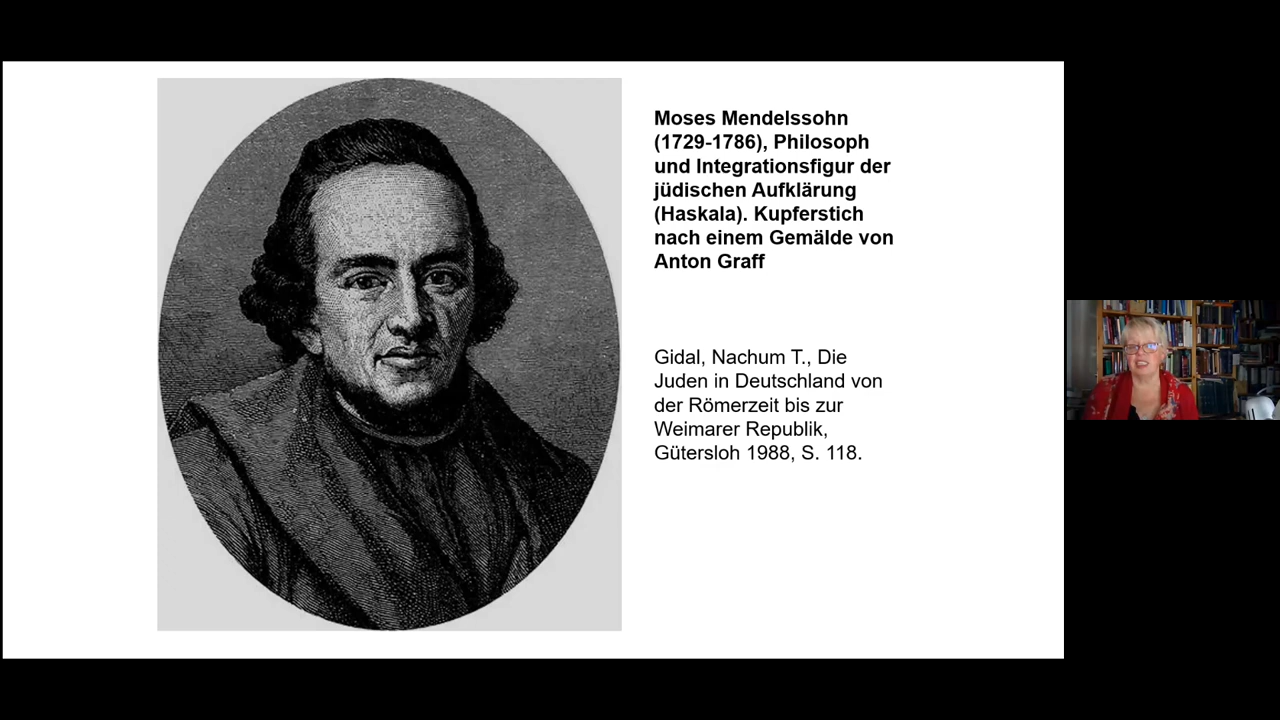 Moses Mendelssohn
(1729-1786), Philosoph
und Integrationsfigur der
jüdischen Aufklärung
(Haskala). Kupferstich
nach einem Gemälde von
Anton Graff
Gidal, Nachum T., Die
Juden in Deutschland von
der Römerzeit bis zur
Weimarer Republik,
Gütersloh 1988, S. 118.